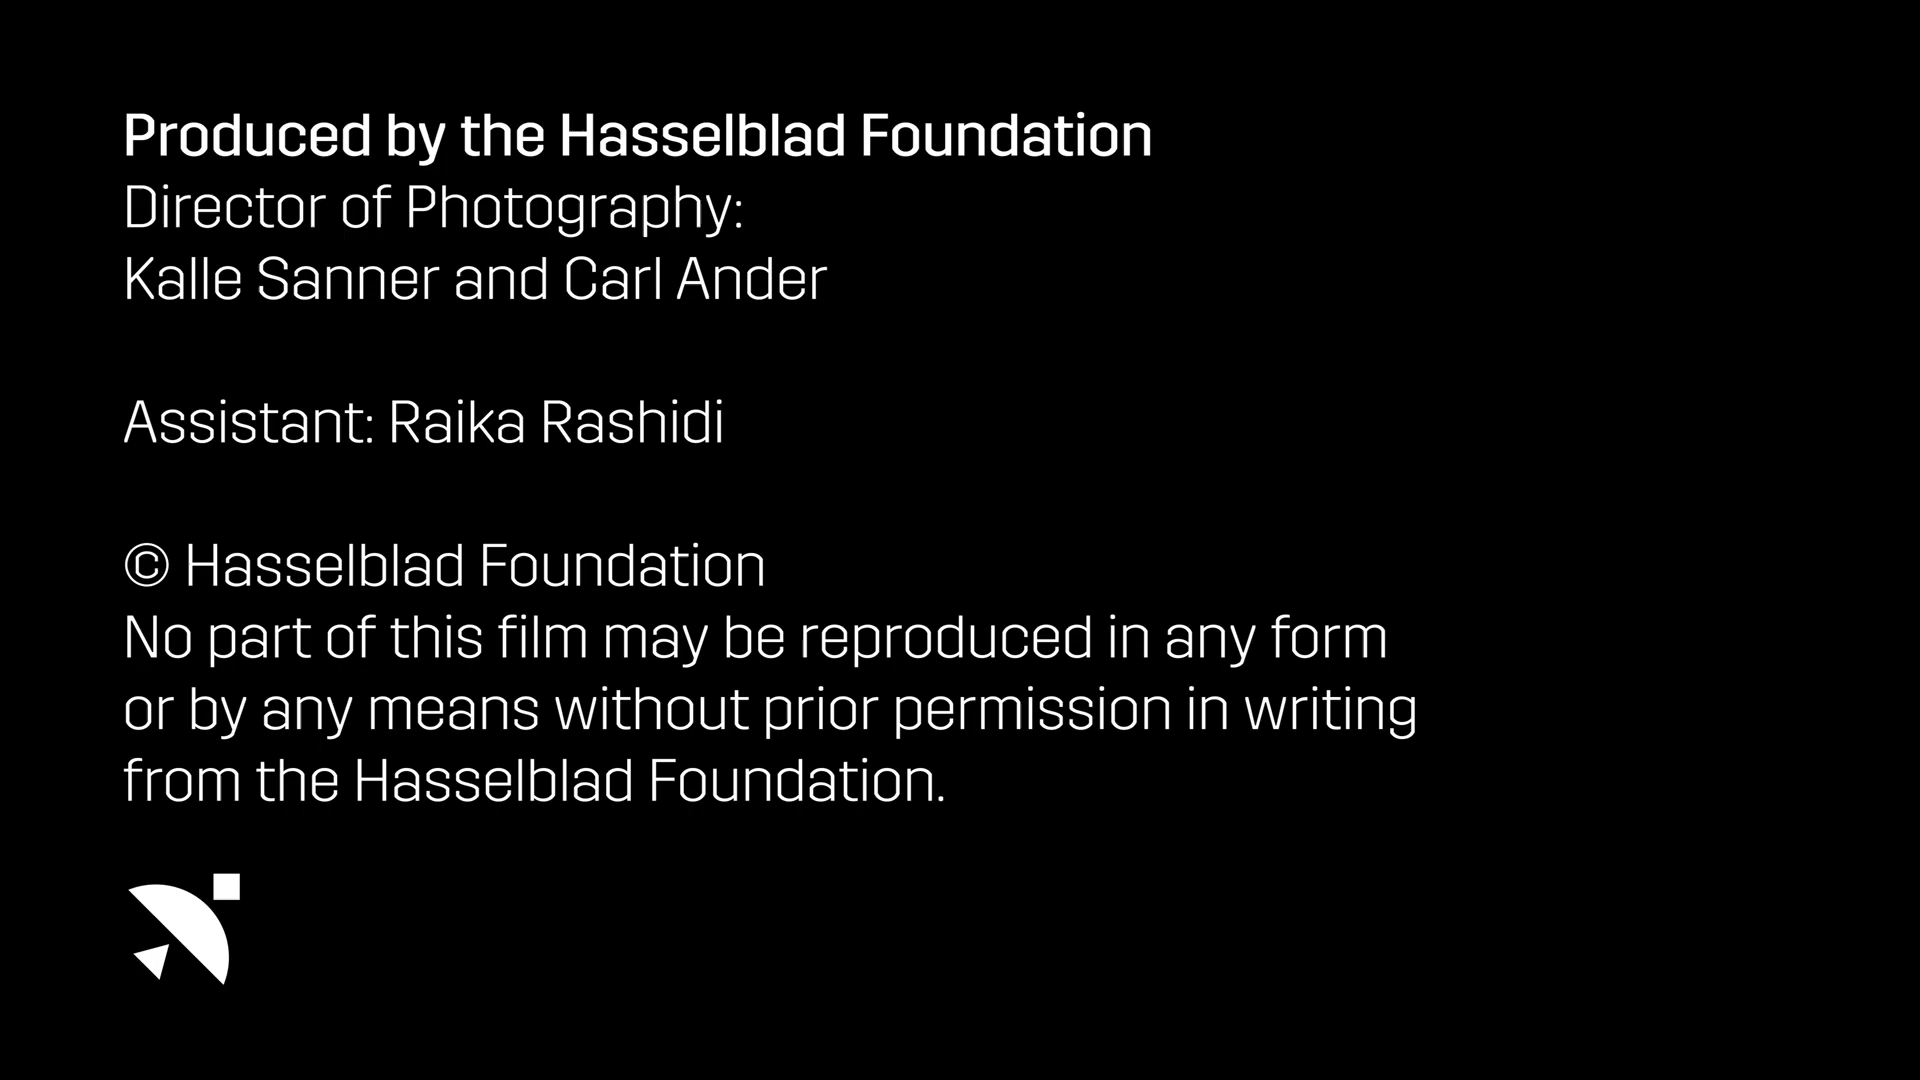 Produced by the Hasselblad Foundation
Director of Photography:
Kalle Sanner and Carl Ander
Assistant: Raika Rashidi
© Hasselblad Foundation
No part of this film may be reproduced in any form
or by any means without prior permission in writing
from the Hasselblad Foundation.